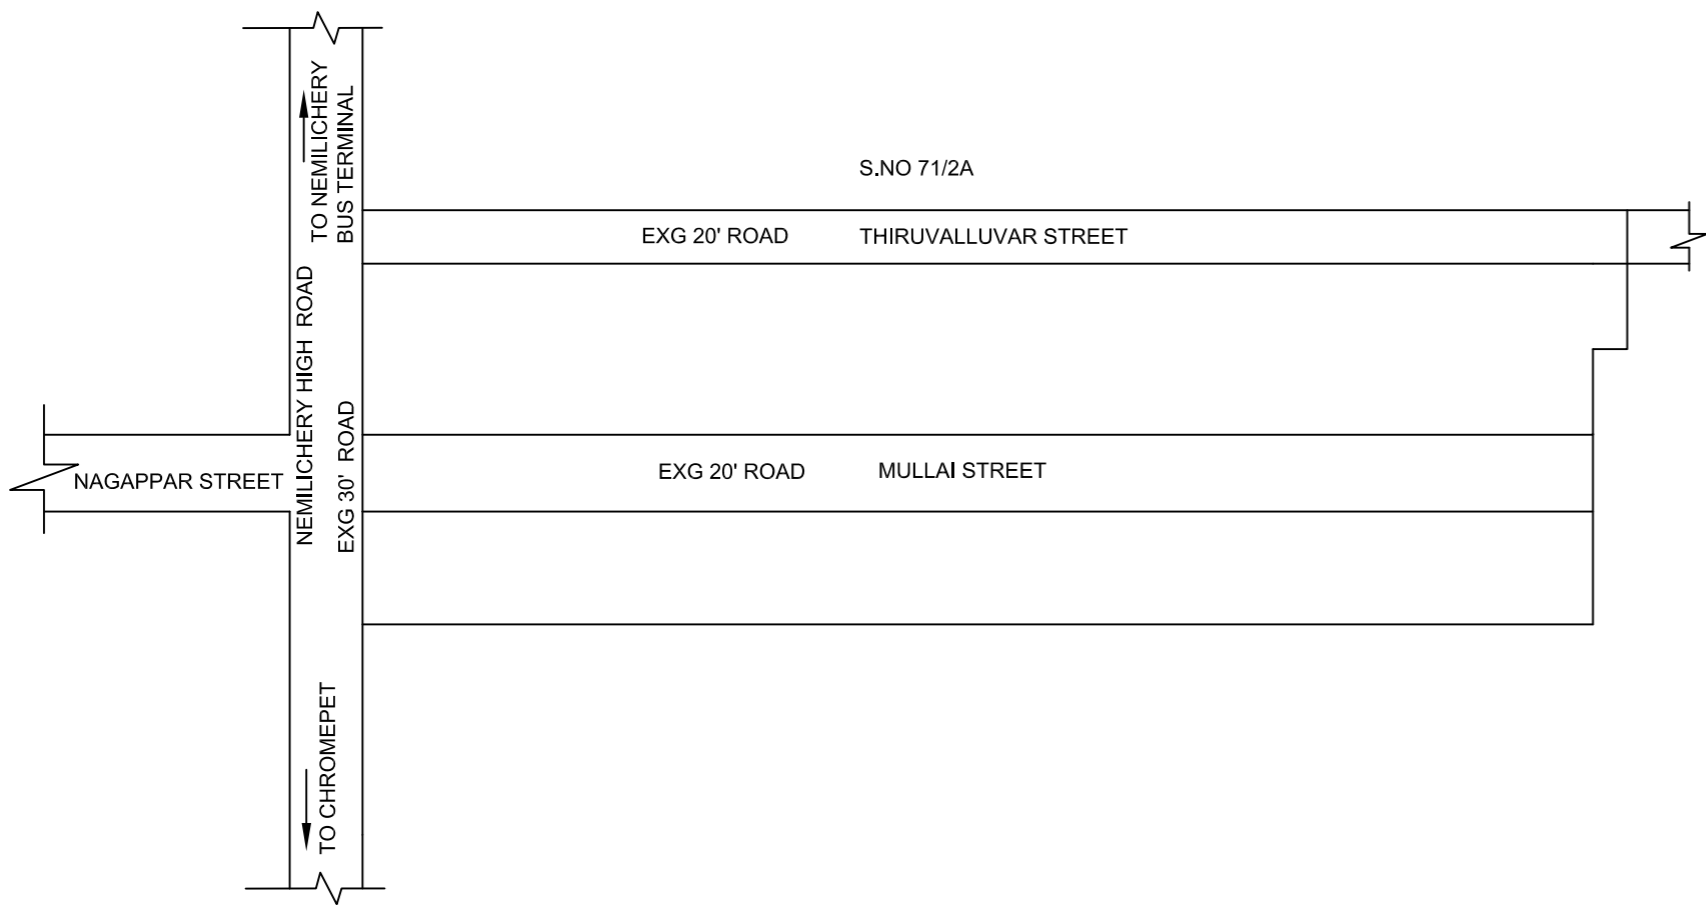 TO NEMILICHERY
BUS TERMINAL
S.NO 71/2A
EXG 20' ROAD THIRUVALLUVAR STREET
NEMILICHERY HIGH ROAD
EXG 30' ROAD
NAGAPPAR STREET
EXG 20' ROAD MULLAI STREET
TO CHROMEPET